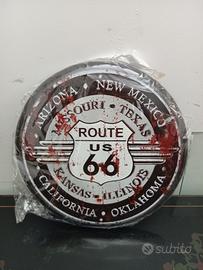 ARIZONA • NEW MEXICO
MISSOURI • TEXAS
ROUTE
US
66
KANSAS • ILLINOIS
CALIFORNIA • OKLAHOMA
subito